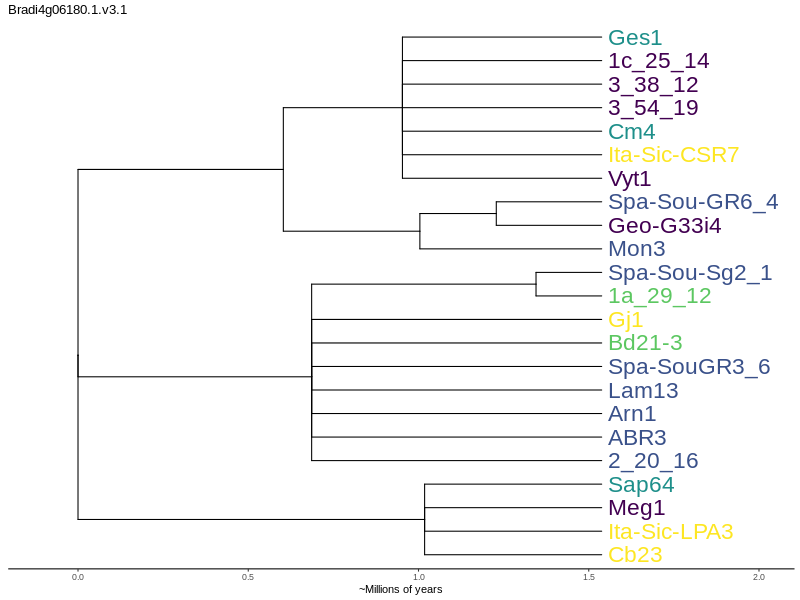 Bradi4g06180.1.v3.1
Ges1
1c_25_14
3_38_12
3_54_19
Cm4
Ita-Sic-CSR7
Vyt1
Spa-Sou-GR6_4
Geo-G33i4
Mon3
Spa-Sou-Sg2_1
1a_29_12
Gj1
Bd21-3
Spa-SouGR3_6
Lam13
Arn1
ABR3
2_20_16
Sap64
Meg1
Ita-Sic-LPA3
Cb23
0.0 0.5 1.0 1.5 2.0
~Millions of years